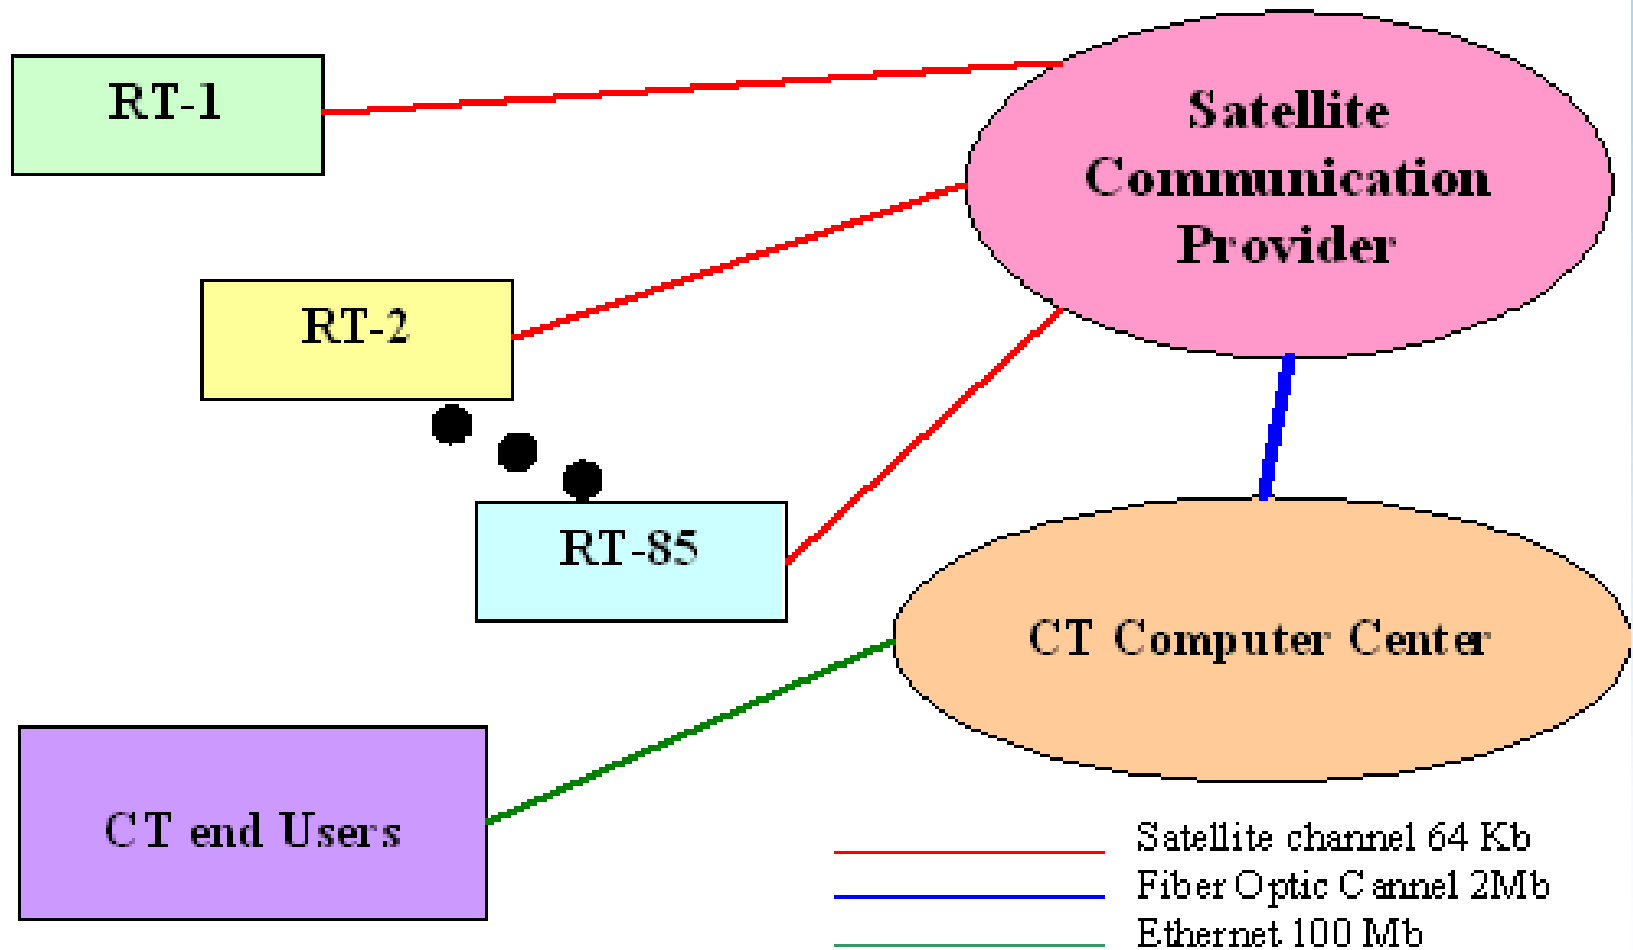 RT-1
Satellite
Communication
Provider
RT-2
RT-85
CT Computer Center
CT end Users
Satellite channel 64 Kb
Fiber Optic Cannel 2Mb
Ethernet 100 Mb